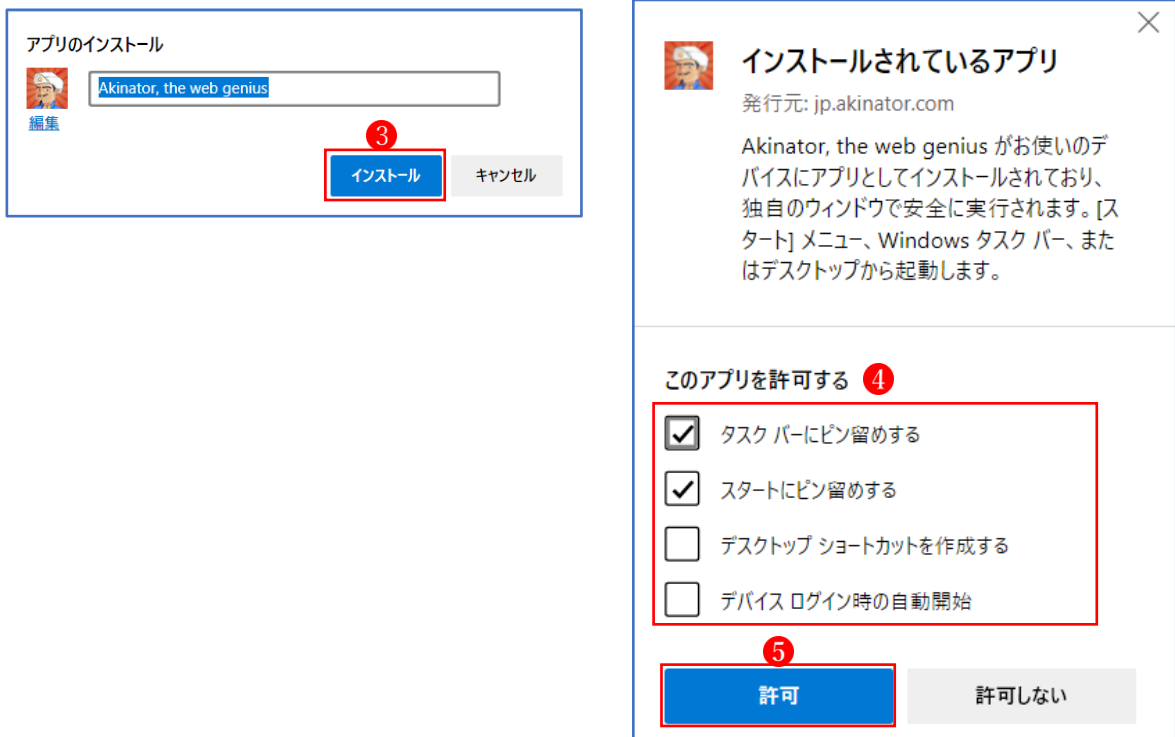 アプリのインストール
Akinator, the web genius
編集
3
インストール
キャンセル
インストールされているアプリ
発行元: jp.akinator.com
Akinator, the web genius がお使いのデ
バイスにアプリとしてインストールされており、
独自のウィンドウで安全に実行されます。[ス
タート] メニュー、Windows タスク バー、また
はデスクトップから起動します。
このアプリを許可する 4
タスク バーにピン留めする
スタートにピン留めする
デスクトップ ショートカットを作成する
デバイス ログイン時の自動開始
5
許可
許可しない